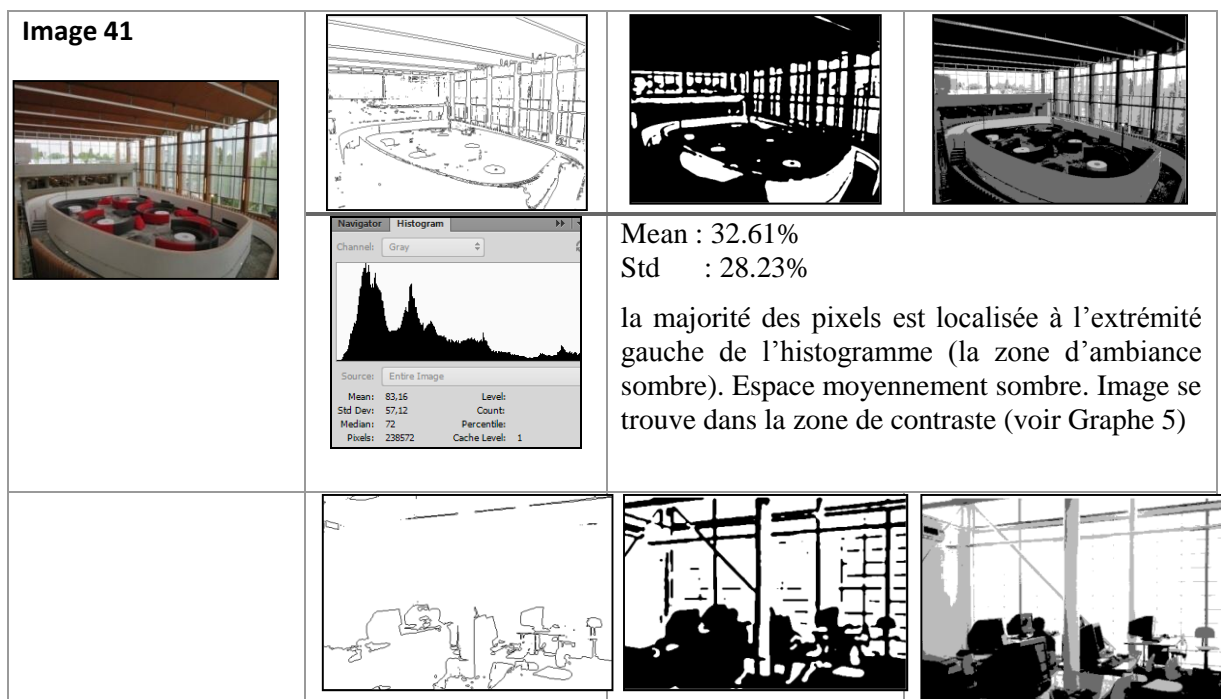 Image 41
Navigator Histogram
Channel: Gray
Source: Entire Image
Mean: 83,16 Level:
Std Dev: 57,12 Count:
Median: 72 Percentile:
Pixels: 238572 Cache Level: 1
Mean : 32.61%
Std : 28.23%
la majorité des pixels est localisée à l’extrémité
gauche de l’histogramme (la zone d’ambiance
sombre). Espace moyennement sombre. Image se
trouve dans la zone de contraste (voir Graphe 5)